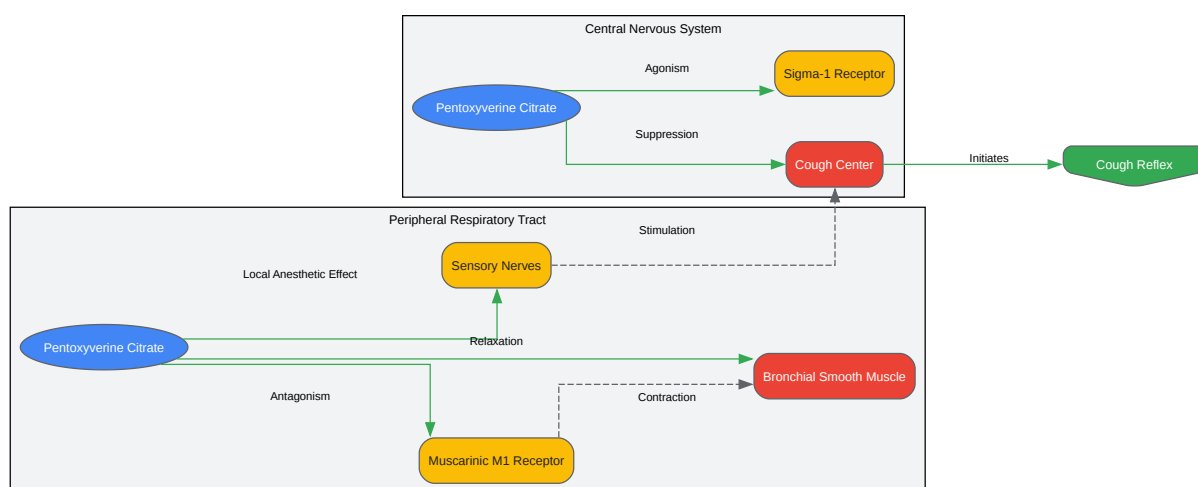 Central Nervous System
Agonism
Sigma-1 Receptor
Pentoxyverine Citrate
Suppression
Cough Center
Initiates
Cough Reflex
Peripheral Respiratory Tract
Stimulation
Sensory Nerves
Local Anesthetic Effect
Relaxation
Pentoxyverine Citrate
Bronchial Smooth Muscle
Antagonism
Contraction
Muscarinic M1 Receptor